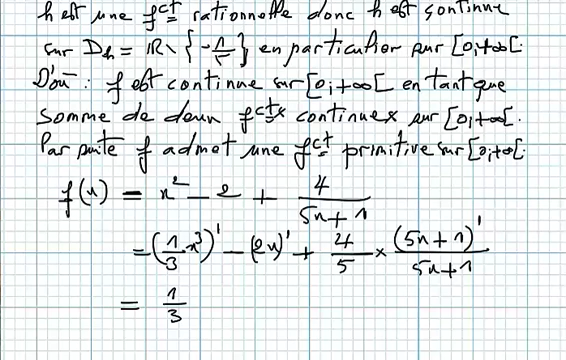 h est une fct rationnelle donc h est continue
sur Dh = ℝ \ {-1/5} en particulier sur [0;+∞[.
D'où : f est continue sur [0;+∞[ en tant que
somme de deux fctx continues sur [0;+∞[.
Par suite f admet une fct primitive sur [0;+∞[.
f(x) = x² - 2 + 4/(5x+1)
= (1/3 x³)' - (2x)' + 4/5 × (5x+1)'/(5x+1)
= 1/3